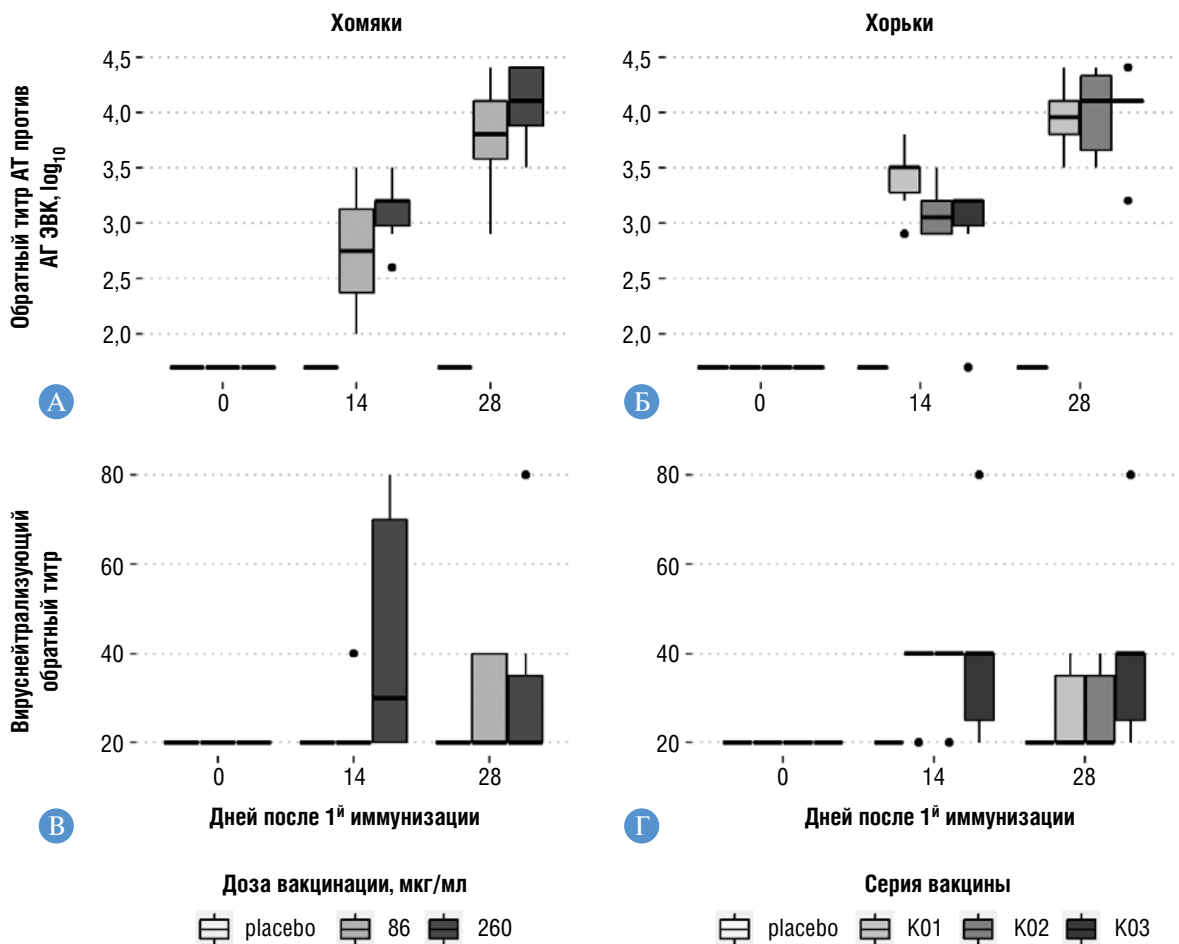 Хомяки
Хорьки
Обратный титр АТ против
АГ ЭВК, log10
4,5
4,0
3,5
3,0
2,5
2,0
0
14
28
А
4,5
4,0
3,5
3,0
2,5
2,0
0
14
28
Б
Вируснейтрализующий
обратный титр
80
60
40
20
0
14
28
В
Дней после 1й иммунизации
80
60
40
20
0
14
28
Г
Дней после 1й иммунизации
Доза вакцинации, мкг/мл
placebo 86 260
Серия вакцины
placebo К01 К02 К03